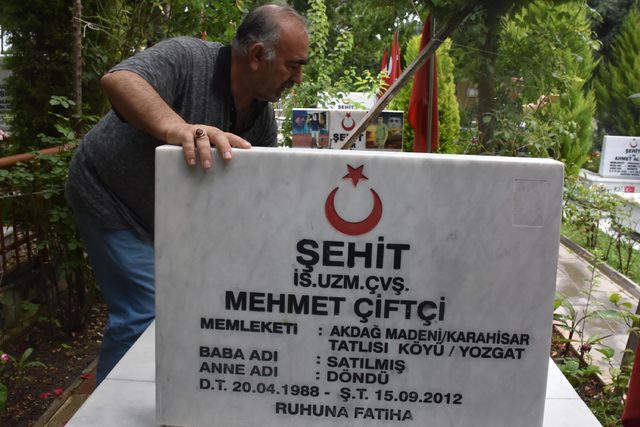 ŞEHİT
İS.UZM.ÇVŞ.
MEHMET ÇİFTÇİ
MEMLEKETİ : AKDAĞ MADENİ/KARAHİSAR
TATLISI KÖYÜ / YOZGAT
BABA ADI : SATILMIŞ
ANNE ADI : DÖNDÜ
D.T. 20.04.1988 - Ş.T. 15.09.2012
RUHUNA FATİHA
ŞEHİT